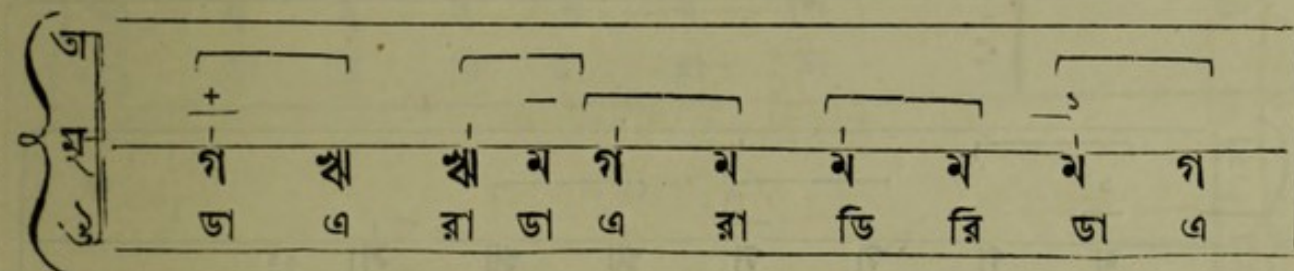 + — — ১
গ ঋ ঋ ম গ ম ম ম ম গ
ডা এ রা ডা এ রা ডি রি ডা এ